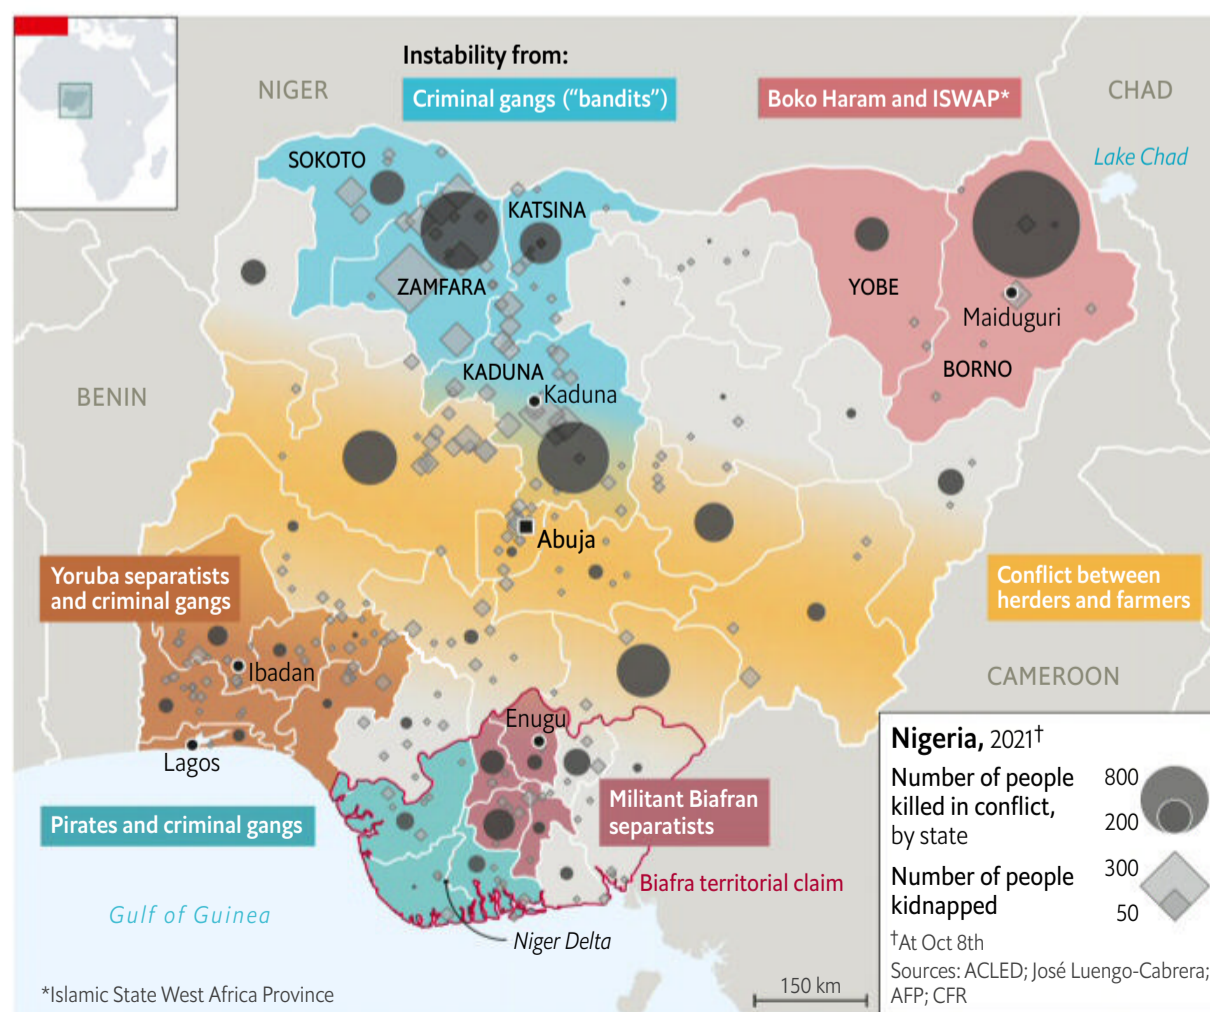 Instability from:
Criminal gangs (“bandits”)
Boko Haram and ISWAP*
NIGER
CHAD
Lake Chad
SOKOTO
KATSINA
ZAMFARA
YOBE
Maiduguri
BORNO
KADUNA
Kaduna
BENIN
Abuja
Yoruba separatists
and criminal gangs
Conflict between
herders and farmers
Ibadan
CAMEROON
Enugu
Lagos
Pirates and criminal gangs
Militant Biafran
separatists
Biafra territorial claim
Gulf of Guinea
Niger Delta
*Islamic State West Africa Province
150 km
Nigeria, 2021†
Number of people
killed in conflict,
by state
800
200
Number of people
kidnapped
300
50
†At Oct 8th
Sources: ACLED; José Luengo-Cabrera;
AFP; CFR